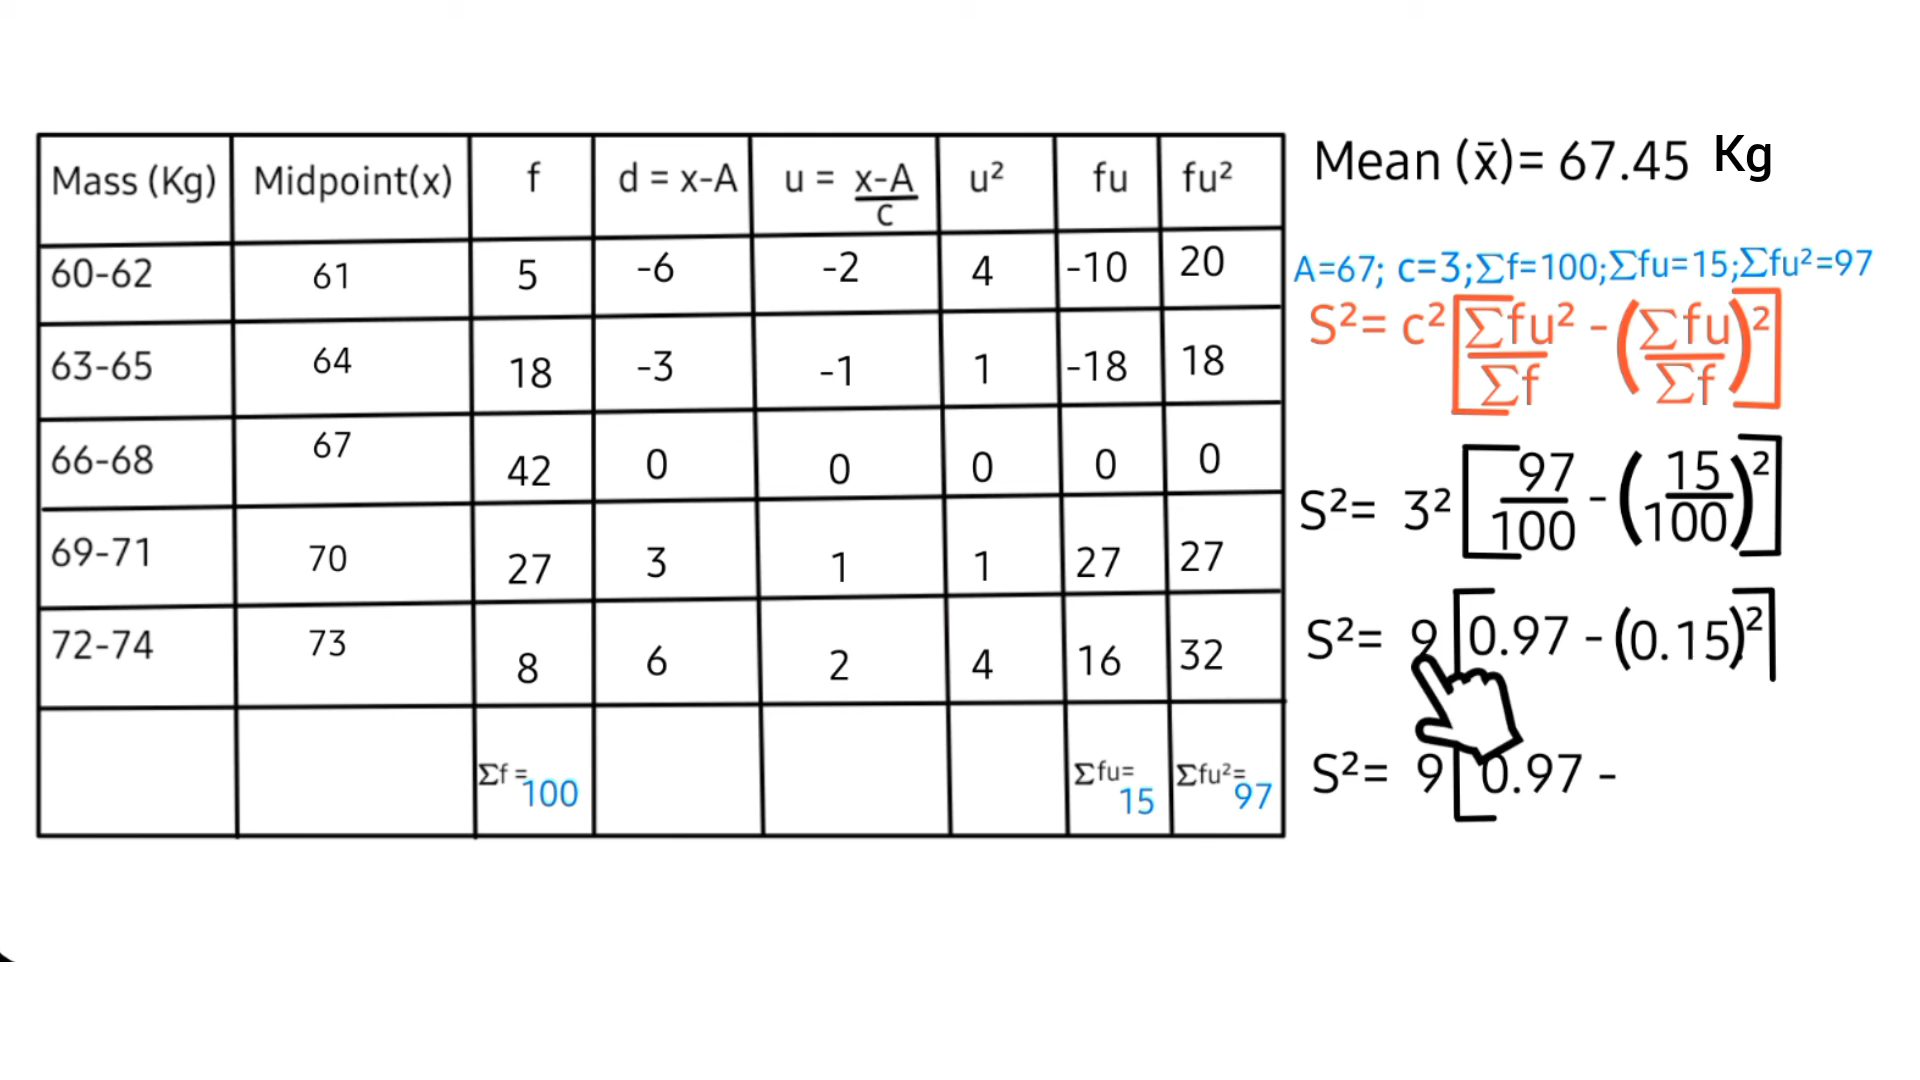 Mass (Kg) Midpoint(x) f d = x-A u = x-A/c u² fu fu²
60-62 61 5 -6 -2 4 -10 20
63-65 64 18 -3 -1 1 -18 18
66-68 67 42 0 0 0 0 0
69-71 70 27 3 1 1 27 27
72-74 73 8 6 2 4 16 32
Σf = 100 Σfu= 15 Σfu²= 97
Mean (x̄)= 67.45 Kg
A=67; c=3;Σf=100;Σfu=15;Σfu²=97
S²= c²[Σfu²/Σf - (Σfu/Σf)²]
S²= 3²[97/100 - (15/100)²]
S²= 9[0.97 - (0.15)²]
S²= 9[0.97 -